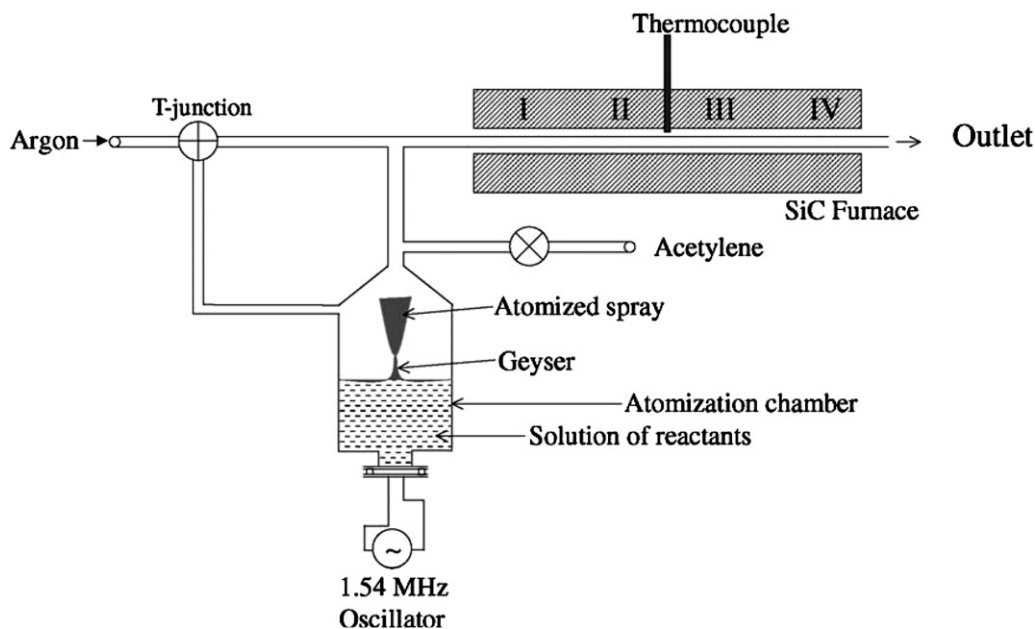 Thermocouple
I II III IV
T-junction
Argon
Outlet
SiC Furnace
Acetylene
Atomized spray
Geyser
Atomization chamber
Solution of reactants
~
1.54 MHz
Oscillator